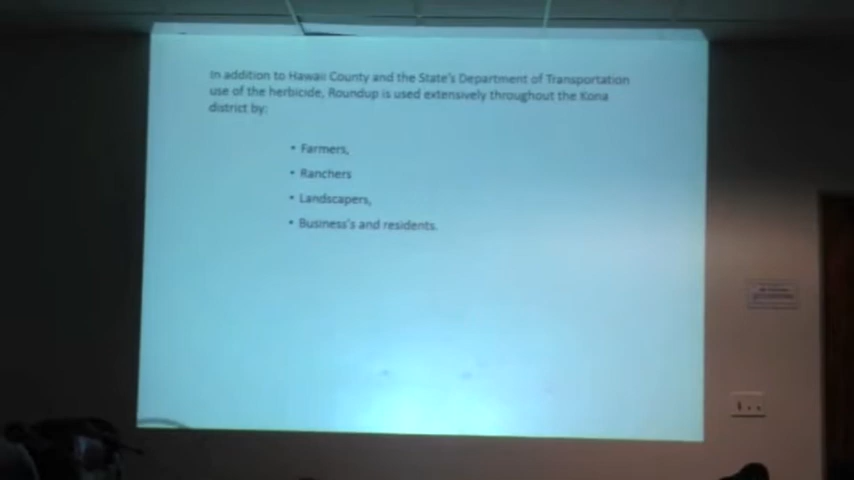 In addition to Hawaii County and the State's Department of Transportation
use of the herbicide, Roundup is used extensively throughout the Kona
district by:
• Farmers,
• Ranchers
• Landscapers,
• Business's and residents.